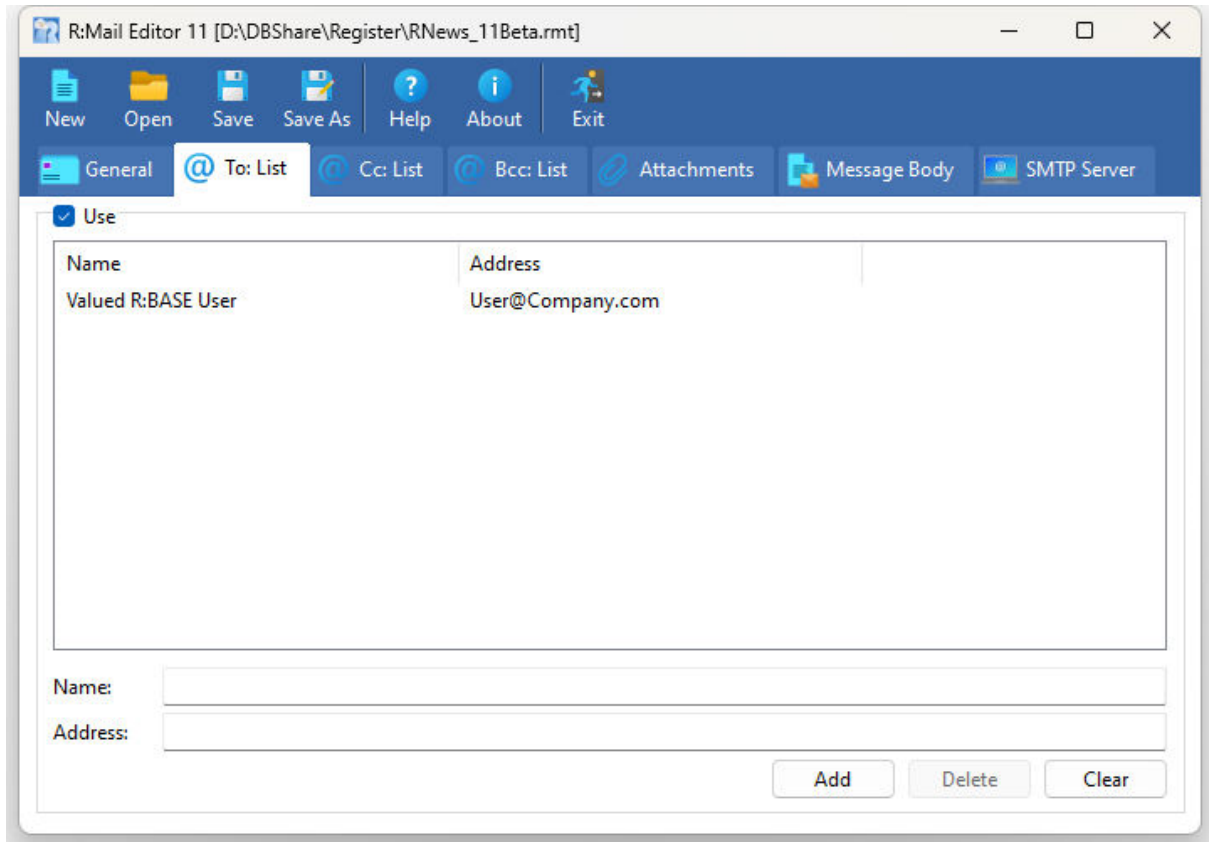 R:Mail Editor 11 [D:\DBShare\Register\RNews_11Beta.rmt]
New Open Save Save As Help About Exit
General To: List Cc: List Bcc: List Attachments Message Body SMTP Server
Use
Name Address
Valued R:BASE User User@Company.com
Name:
Address:
Add Delete Clear